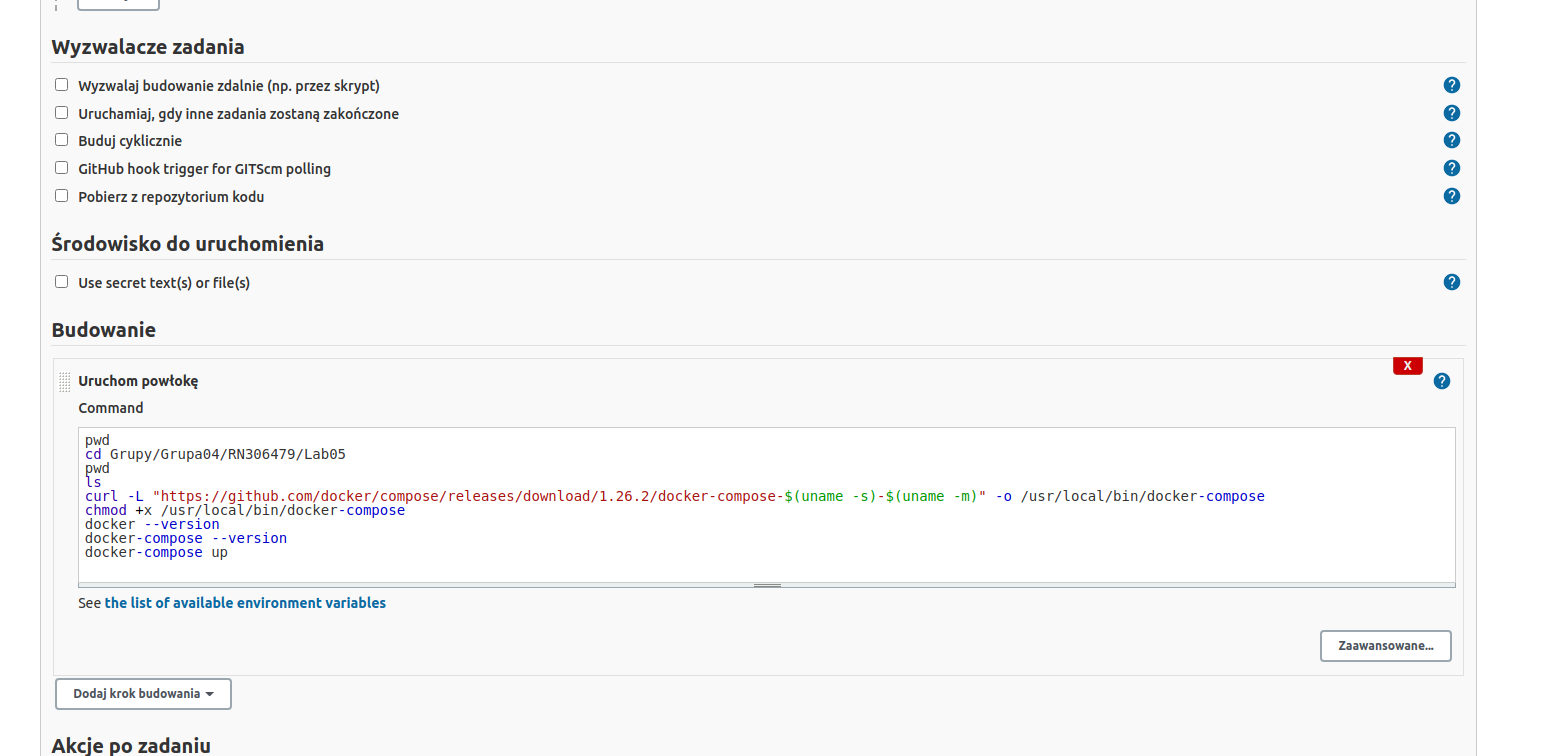 Wyzwalacze zadania
Wyzwalaj budowanie zdalnie (np. przez skrypt)
?
Uruchamiaj, gdy inne zadania zostaną zakończone
?
Buduj cyklicznie
?
GitHub hook trigger for GITScm polling
?
Pobierz z repozytorium kodu
?
Środowisko do uruchomienia
Use secret text(s) or file(s)
?
Budowanie
X
Uruchom powłokę
?
Command
pwd
cd Grupy/Grupa04/RN306479/Lab05
pwd
ls
curl -L "https://github.com/docker/compose/releases/download/1.26.2/docker-compose-$(uname -s)-$(uname -m)" -o /usr/local/bin/docker-compose
chmod +x /usr/local/bin/docker-compose
docker --version
docker-compose --version
docker-compose up
See the list of available environment variables
Zaawansowane...
Dodaj krok budowania
Akcje po zadaniu